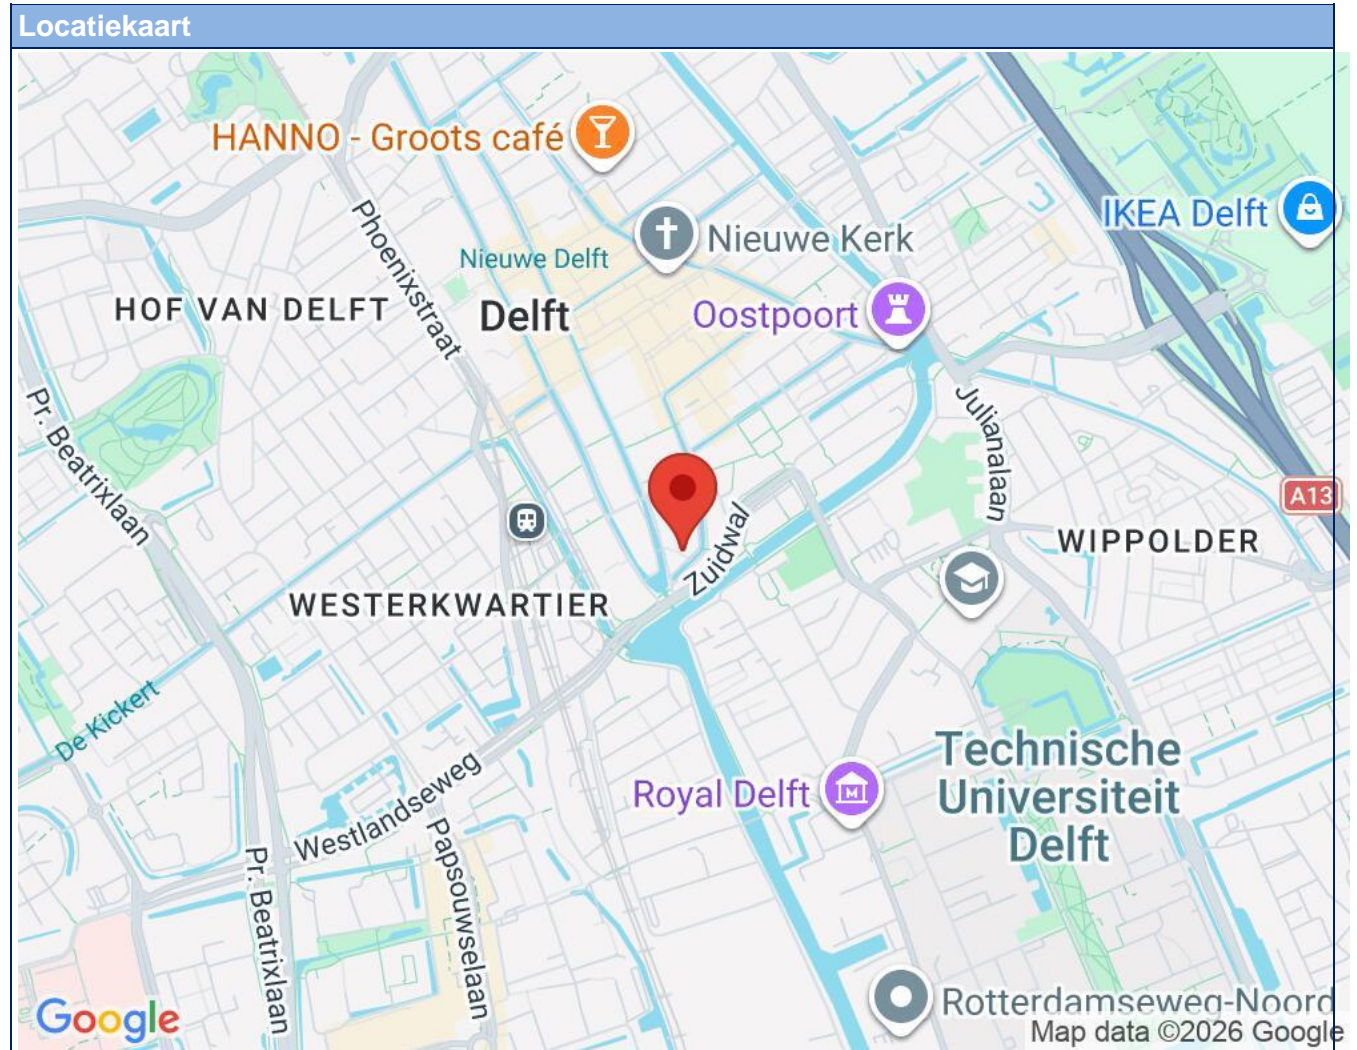 Locatiekaart
HANNO - Groots café
Phoenixstraat
IKEA Delft
Nieuwe Kerk
Nieuwe Delft
HOF VAN DELFT
Delft
Oostpoort
Pr. Beatrixlaan
Julianalaan
A13
Zuidwal
WIPPOLDER
WESTERKWARTIER
De Kickert
Technische
Universiteit
Delft
Royal Delft
Westlandseweg
Papsouwselaan
Pr. Beatrixlaan
Rotterdamseweg-Noord
Google
Map data ©2026 Google